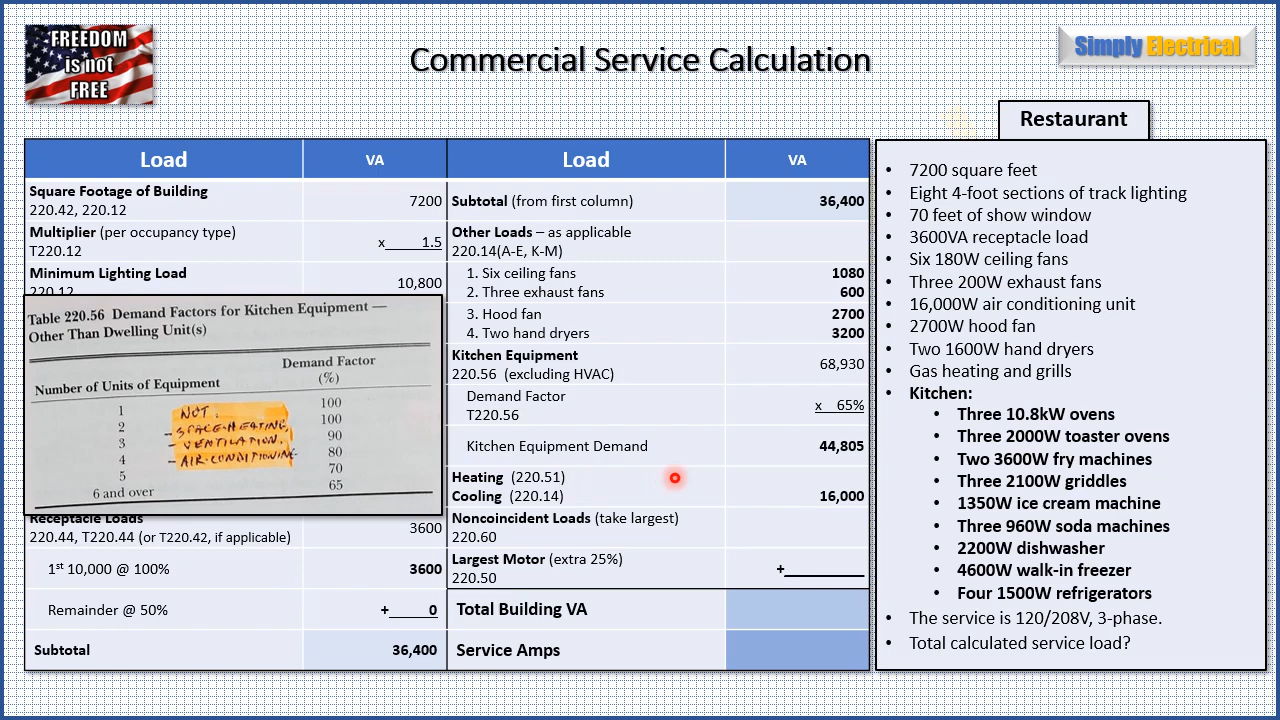 FREEDOM
is not
FREE
Commercial Service Calculation
Simply Electrical
Restaurant
Load VA Load VA
Square Footage of Building
220.42, 220.12
7200
Multiplier (per occupancy type)
T220.12
x 1.5
Minimum Lighting Load
220.12
10,800
Table 220.56 Demand Factors for Kitchen Equipment —
Other Than Dwelling Unit(s)
Number of Units of Equipment
Demand Factor
(%)
1 100
2 100
3 90
4 80
5 70
6 and over 65
NOT:
- SPACE-HEATING
- VENTILATION.
AIR-CONDITIONING
Receptacle Loads
220.44, T220.44 (or T220.42, if applicable)
3600
1st 10,000 @ 100% 3600
Remainder @ 50% + 0
Subtotal 36,400
Subtotal (from first column) 36,400
Other Loads – as applicable
220.14(A-E, K-M)
1. Six ceiling fans 1080
2. Three exhaust fans 600
3. Hood fan 2700
4. Two hand dryers 3200
Kitchen Equipment
220.56 (excluding HVAC)
68,930
Demand Factor
T220.56
x 65%
Kitchen Equipment Demand 44,805
Heating (220.51)
Cooling (220.14) 16,000
Noncoincident Loads (take largest)
220.60
Largest Motor (extra 25%)
220.50
+
Total Building VA
Service Amps
• 7200 square feet
• Eight 4-foot sections of track lighting
• 70 feet of show window
• 3600VA receptacle load
• Six 180W ceiling fans
• Three 200W exhaust fans
• 16,000W air conditioning unit
• 2700W hood fan
• Two 1600W hand dryers
• Gas heating and grills
• Kitchen:
• Three 10.8kW ovens
• Three 2000W toaster ovens
• Two 3600W fry machines
• Three 2100W griddles
• 1350W ice cream machine
• Three 960W soda machines
• 2200W dishwasher
• 4600W walk-in freezer
• Four 1500W refrigerators
• The service is 120/208V, 3-phase.
• Total calculated service load?